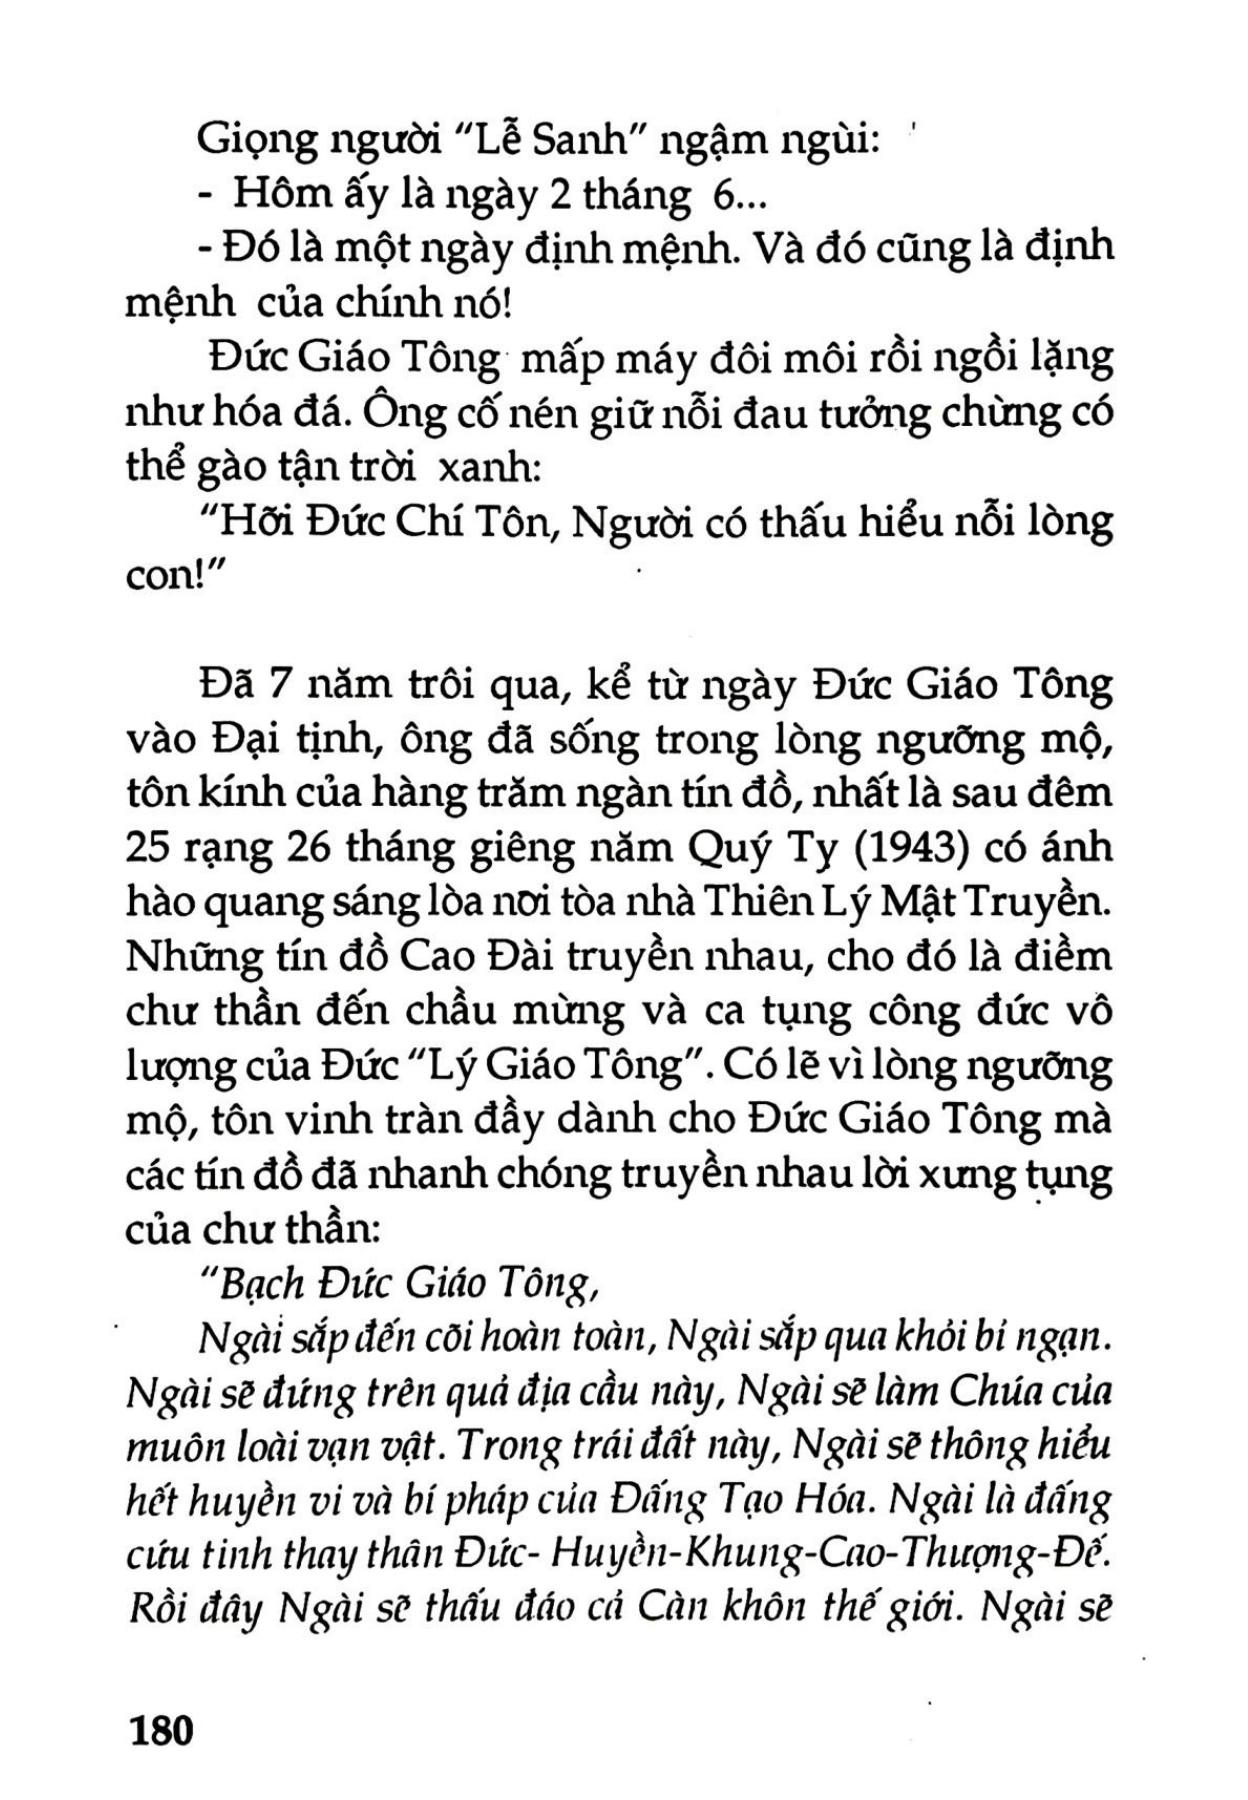 Giọng người "Lễ Sanh" ngậm ngùi:
- Hôm ấy là ngày 2 tháng 6...
- Đó là một ngày định mệnh. Và đó cũng là định
mệnh của chính nó!
Đức Giáo Tông mấp máy đôi môi rồi ngồi lặng
như hóa đá. Ông cố nén giữ nỗi đau tưởng chừng có
thể gào tận trời xanh:
"Hỡi Đức Chí Tôn, Người có thấu hiểu nỗi lòng
con!"
Đã 7 năm trôi qua, kể từ ngày Đức Giáo Tông
vào Đại tịnh, ông đã sống trong lòng ngưỡng mộ,
tôn kính của hàng trăm ngàn tín đồ, nhất là sau đêm
25 rạng 26 tháng giêng năm Quý Tỵ (1943) có ánh
hào quang sáng lòa nơi tòa nhà Thiên Lý Mật Truyền.
Những tín đồ Cao Đài truyền nhau, cho đó là điềm
chư thần đến chầu mừng và ca tụng công đức vô
lượng của Đức "Lý Giáo Tông". Có lẽ vì lòng ngưỡng
mộ, tôn vinh tràn đầy dành cho Đức Giáo Tông mà
các tín đồ đã nhanh chóng truyền nhau lời xưng tụng
của chư thần:
"Bạch Đức Giáo Tông,
Ngài sắp đến cõi hoàn toàn, Ngài sắp qua khỏi bỉ ngạn.
Ngài sẽ đứng trên quả địa cầu này, Ngài sẽ làm Chúa của
muôn loài vạn vật. Trong trái đất này, Ngài sẽ thông hiểu
hết huyền vi và bí pháp của Đấng Tạo Hóa. Ngài là đấng
cứu tinh thay thân Đức- Huyền-Khung-Cao-Thượng-Đế.
Rồi đây Ngài sẽ thấu đáo cả Càn khôn thế giới. Ngài sẽ
180